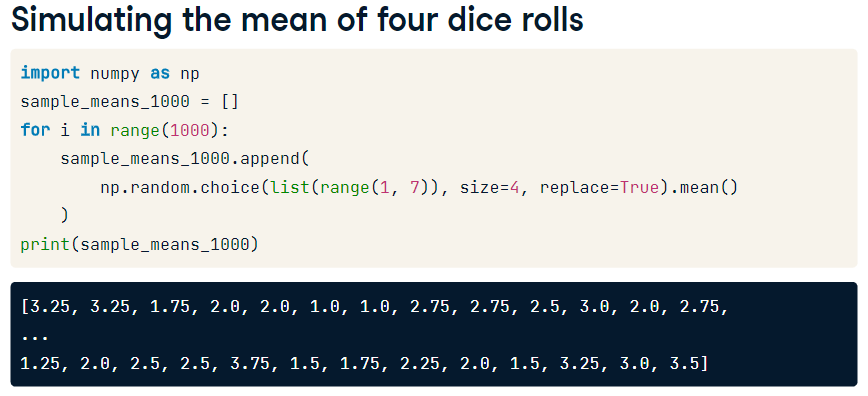 Simulating the mean of four dice rolls
import numpy as np
sample_means_1000 = []
for i in range(1000):
    sample_means_1000.append(
        np.random.choice(list(range(1, 7)), size=4, replace=True).mean()
    )
print(sample_means_1000)
[3.25, 3.25, 1.75, 2.0, 2.0, 1.0, 1.0, 2.75, 2.75, 2.5, 3.0, 2.0, 2.75,
...
1.25, 2.0, 2.5, 2.5, 3.75, 1.5, 1.75, 2.25, 2.0, 1.5, 3.25, 3.0, 3.5]